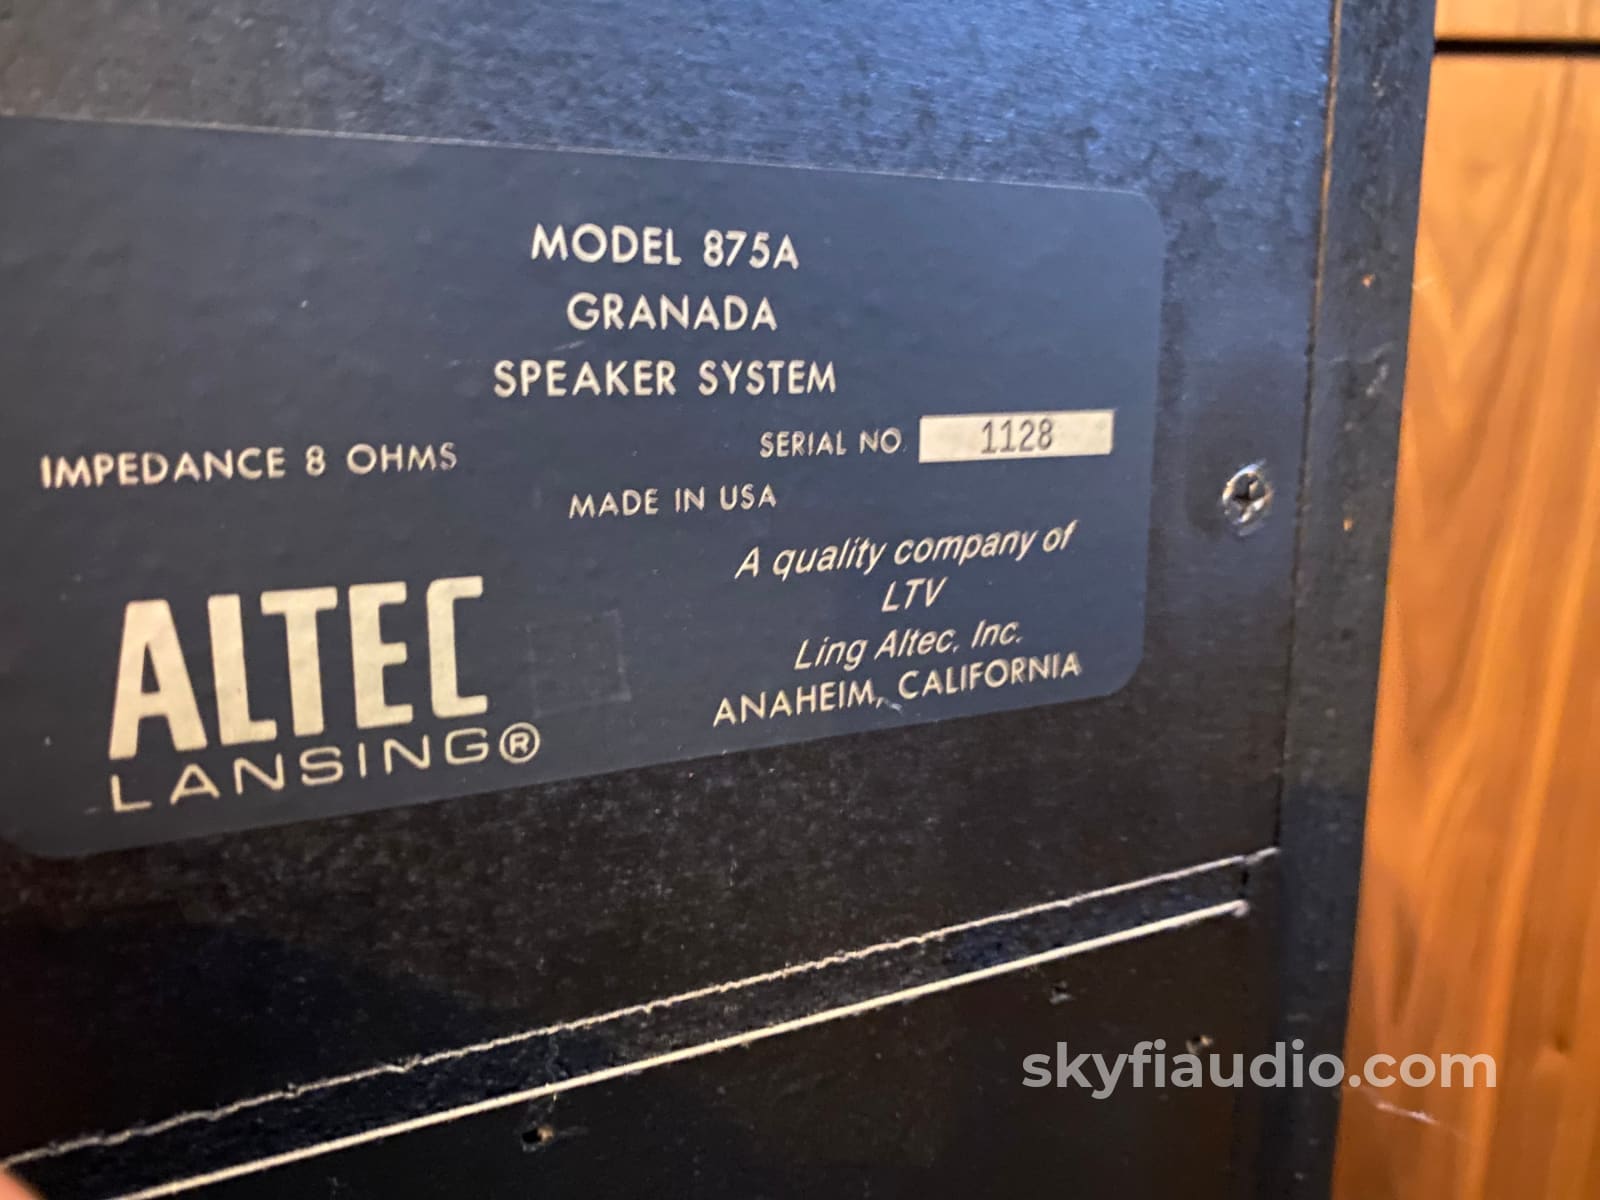 MODEL 875A
GRANADA
SPEAKER SYSTEM
IMPEDANCE 8 OHMS
SERIAL NO. 1128
MADE IN USA
A quality company of
LTV
Ling Altec, Inc.
ANAHEIM, CALIFORNIA
ALTEC
LANSING®
skyfiaudio.com